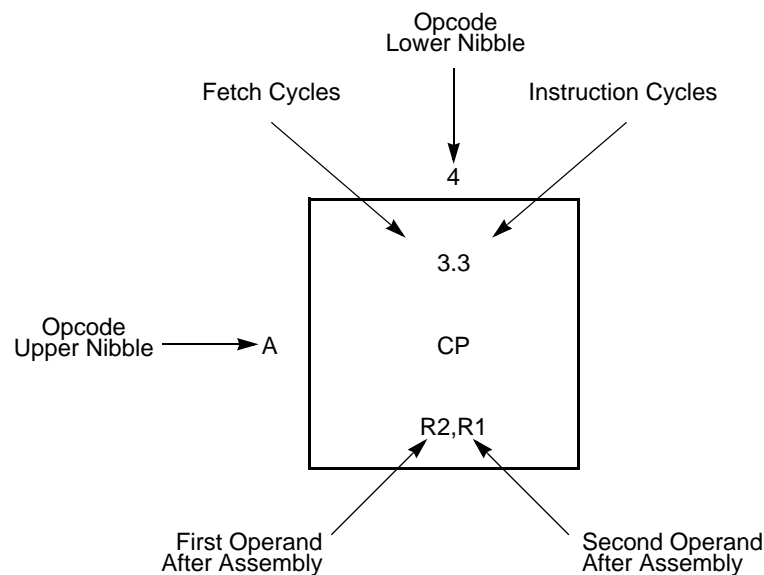 Opcode
Lower Nibble
Fetch Cycles
Instruction Cycles
4
3.3
Opcode
Upper Nibble
A
CP
R2,R1
First Operand
After Assembly
Second Operand
After Assembly